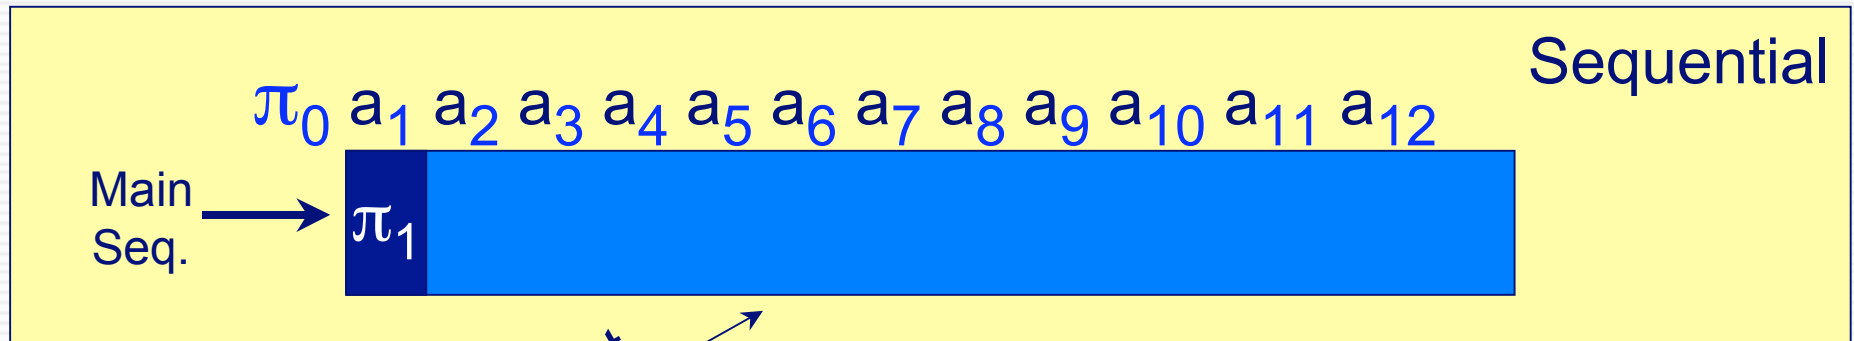 Sequential
π₀ a₁ a₂ a₃ a₄ a₅ a₆ a₇ a₈ a₉ a₁₀ a₁₁ a₁₂
Main
Seq.
π₁